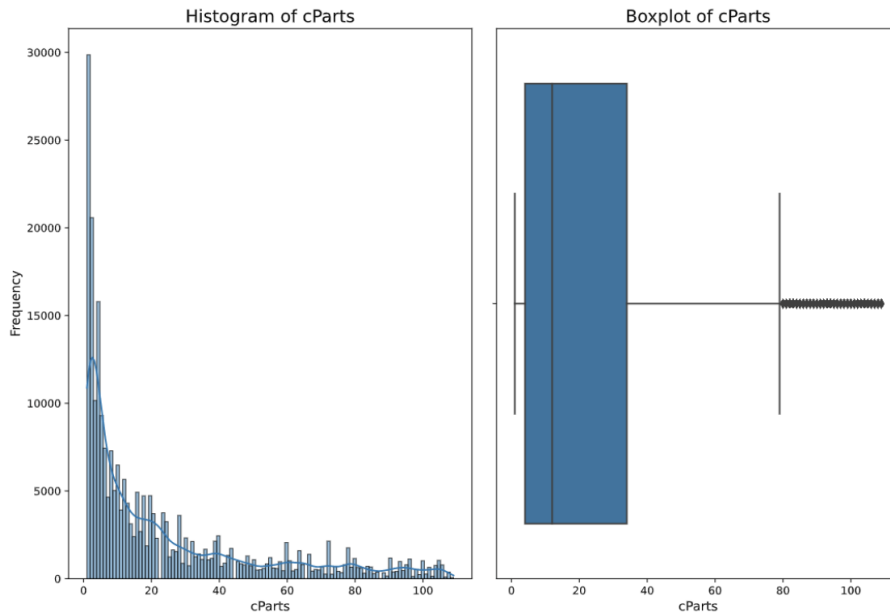 Histogram of cParts
30000
25000
20000
15000
10000
5000
0
Frequency
0 20 40 60 80 100
cParts
Boxplot of cParts
0 20 40 60 80 100
cParts